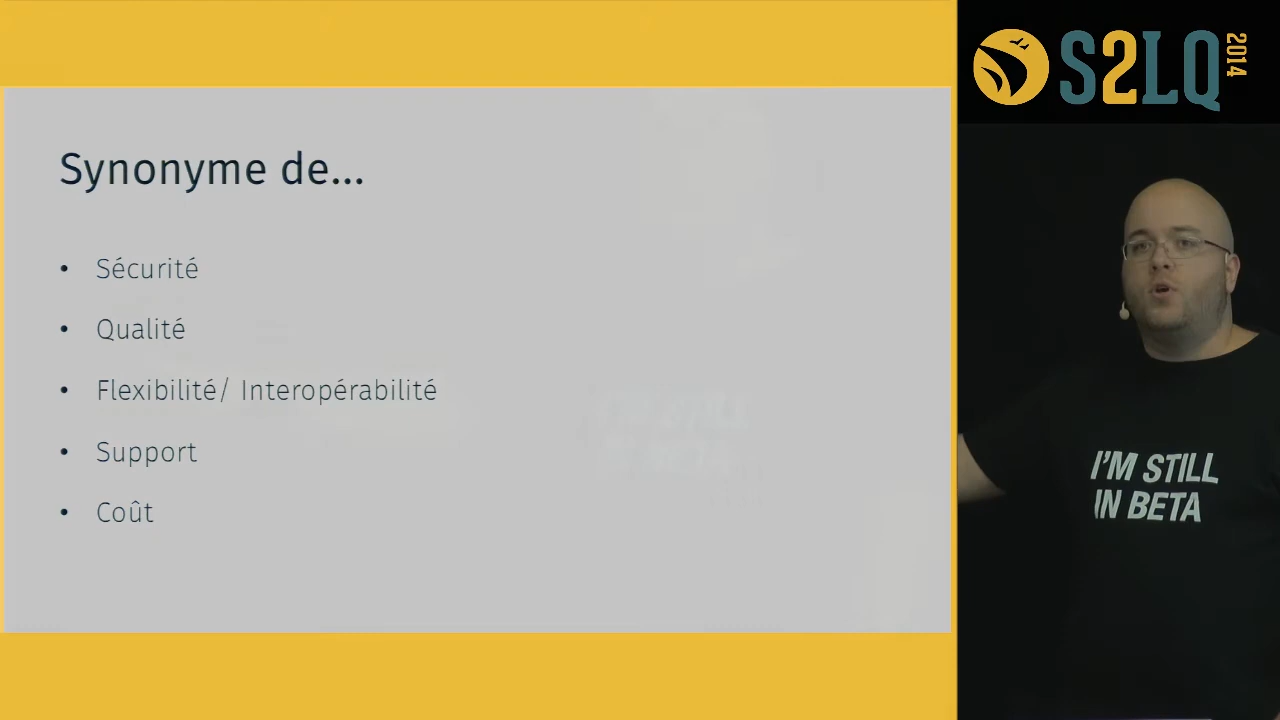 Synonyme de...
• Sécurité
• Qualité
• Flexibilité/ Interopérabilité
• Support
• Coût
S2LQ 2014
I'M STILL
IN BETA